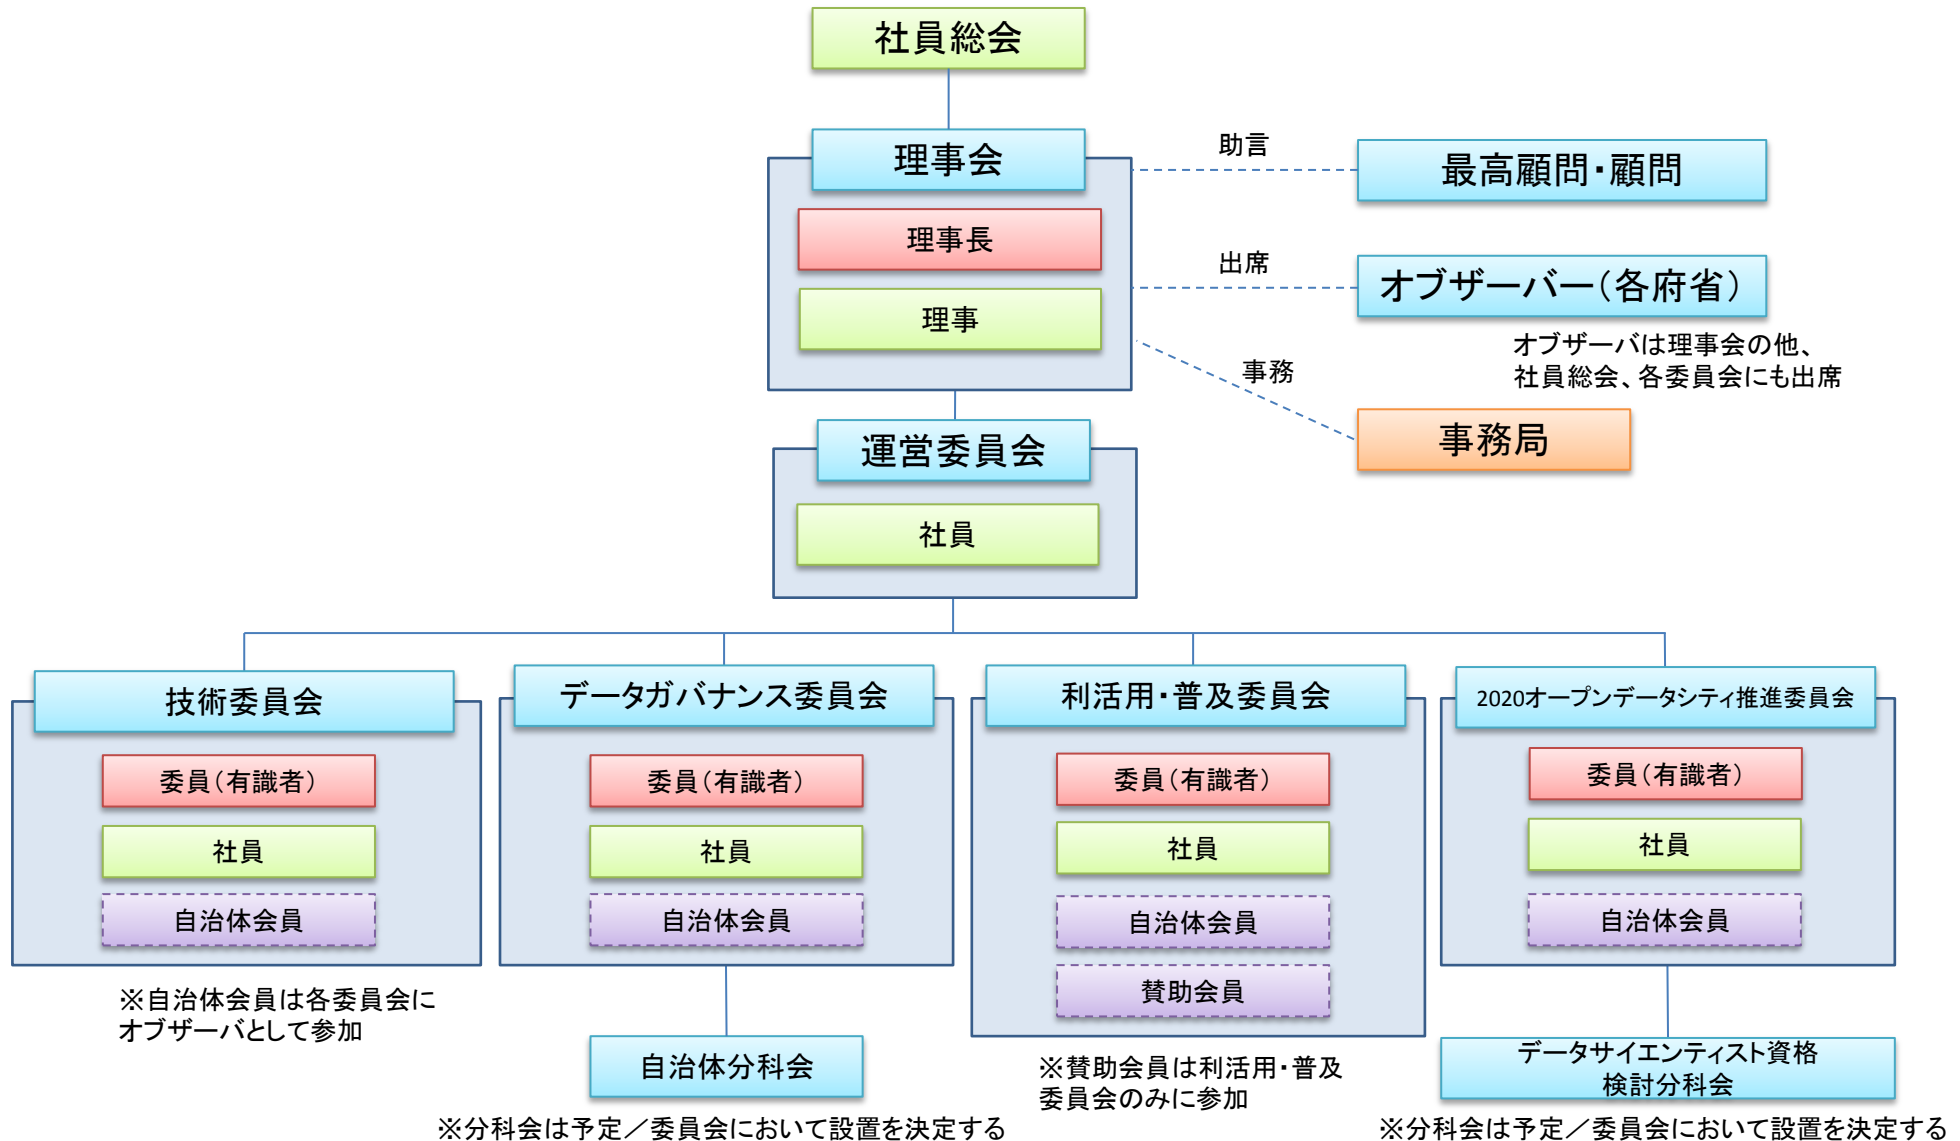 社員総会
理事会
理事長
理事
助言
最高顧問・顧問
出席
オブザーバー（各府省）
オブザーバは理事会の他、
社員総会、各委員会にも出席
事務
事務局
運営委員会
社員
技術委員会
委員（有識者）
社員
自治体会員
※自治体会員は各委員会に
オブザーバとして参加
データガバナンス委員会
委員（有識者）
社員
自治体会員
自治体分科会
※分科会は予定／委員会において設置を決定する
利活用・普及委員会
委員（有識者）
社員
自治体会員
賛助会員
※賛助会員は利活用・普及
委員会のみに参加
2020オープンデータシティ推進委員会
委員（有識者）
社員
自治体会員
データサイエンティスト資格
検討分科会
※分科会は予定／委員会において設置を決定する